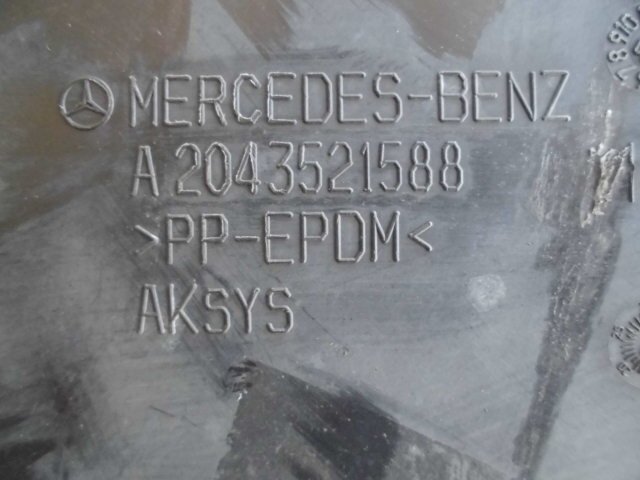 MERCEDES-BENZ
A 2043521588
>PP-EPDM<
AKSYS